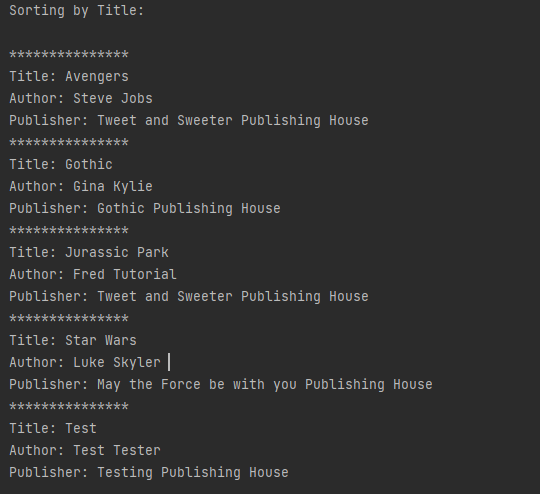 Sorting by Title:
***************
Title: Avengers
Author: Steve Jobs
Publisher: Tweet and Sweeter Publishing House
***************
Title: Gothic
Author: Gina Kylie
Publisher: Gothic Publishing House
***************
Title: Jurassic Park
Author: Fred Tutorial
Publisher: Tweet and Sweeter Publishing House
***************
Title: Star Wars
Author: Luke Skyler
Publisher: May the Force be with you Publishing House
***************
Title: Test
Author: Test Tester
Publisher: Testing Publishing House